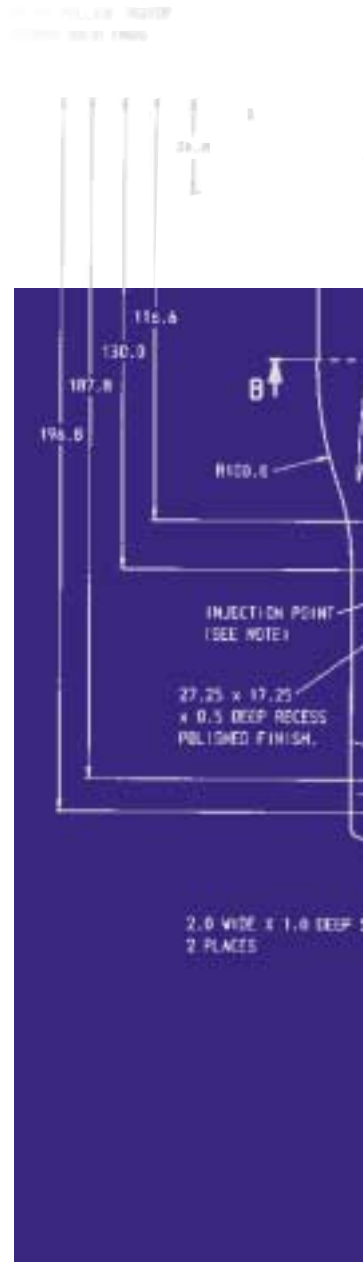 116.6
130.0
187.8
B
196.8
R100.0
INJECTION POINT
(SEE NOTE)
27.25 x 17.25
x 0.5 DEEP RECESS
POLISHED FINISH.
2.0 WIDE X 1.0 DEEP
2 PLACES